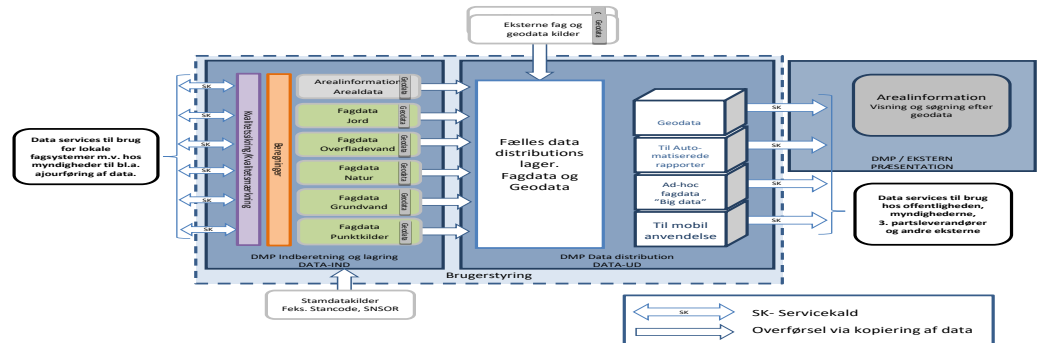 Eksterne fag og
geodata kilder
Geodata
Data services til brug
for lokale
fagsystemer m.v. hos
myndigheder til bl.a.
ajourføring af data.
SK
SK
SK
SK
SK
SK
Kvalitetssikring/kvalitetsmærkning
Beregninger
Arealinformation
Arealdata
Geodata
Fagdata
Jord
Geodata
Fagdata
Overfladevand
Geodata
Fagdata
Natur
Geodata
Fagdata
Grundvand
Geodata
Fagdata
Punktkilder
Geodata
DMP Indberetning og lagring
DATA-IND
Fælles data
distributions
lager.
Fagdata og
Geodata
Geodata
Til Auto-
matiserede
rapporter
Ad-hoc
fagdata
“Big data”
Til mobil
anvendelse
DMP Data distribution
DATA-UD
Brugerstyring
SK
SK
SK
SK
Arealinformation
Visning og søgning efter
geodata
DMP / EKSTERN
PRÆSENTATION
Data services til brug
hos offentligheden,
myndighederne,
3. partsleverandører
og andre eksterne
Stamdatakilder
Feks. Stancode, SNSOR
SK
SK- Servicekald
Overførsel via kopiering af data